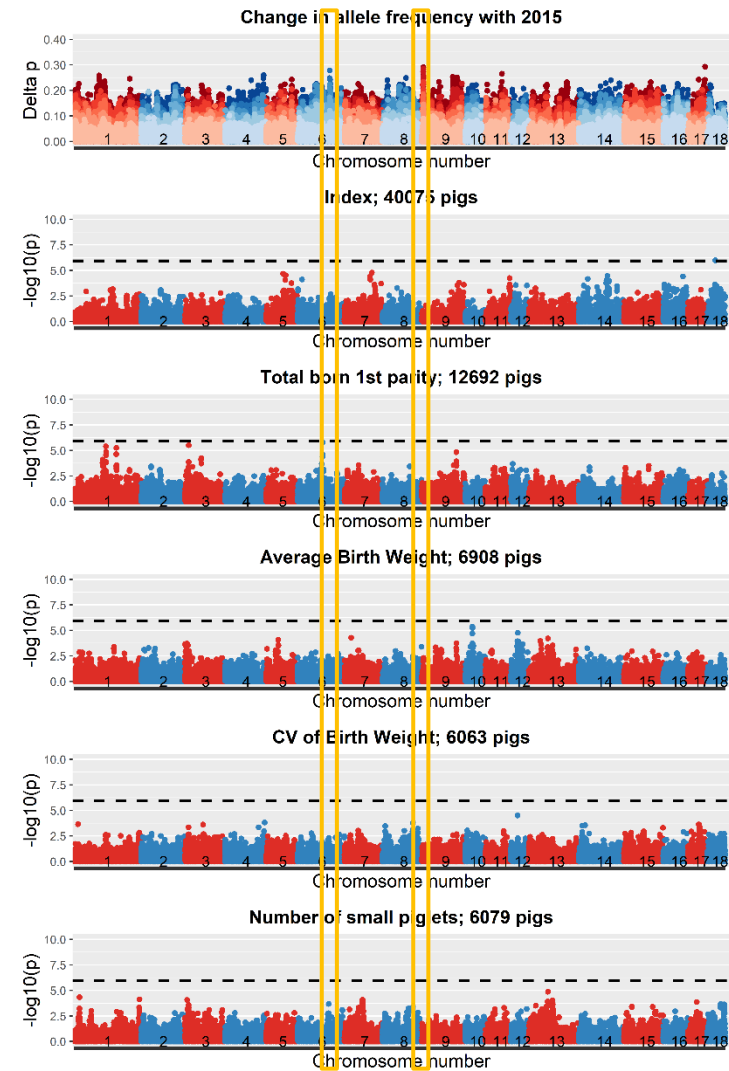 Change in allele frequency with 2015
Delta p
0.40
0.30
0.20
0.10
0.00
1 2 3 4 5 6 7 8 9 10 11 12 13 14 15 16 17 18
Chromosome number
Index; 40075 pigs
-log10(p)
10.0
7.5
5.0
2.5
0.0
1 2 3 4 5 6 7 8 9 10 11 12 13 14 15 16 17 18
Chromosome number
Total born 1st parity; 12692 pigs
-log10(p)
10.0
7.5
5.0
2.5
0.0
1 2 3 4 5 6 7 8 9 10 11 12 13 14 15 16 17 18
Chromosome number
Average Birth Weight; 6908 pigs
-log10(p)
10.0
7.5
5.0
2.5
0.0
1 2 3 4 5 6 7 8 9 10 11 12 13 14 15 16 17 18
Chromosome number
CV of Birth Weight; 6063 pigs
-log10(p)
10.0
7.5
5.0
2.5
0.0
1 2 3 4 5 6 7 8 9 10 11 12 13 14 15 16 17 18
Chromosome number
Number of small piglets; 6079 pigs
-log10(p)
10.0
7.5
5.0
2.5
0.0
1 2 3 4 5 6 7 8 9 10 11 12 13 14 15 16 17 18
Chromosome number